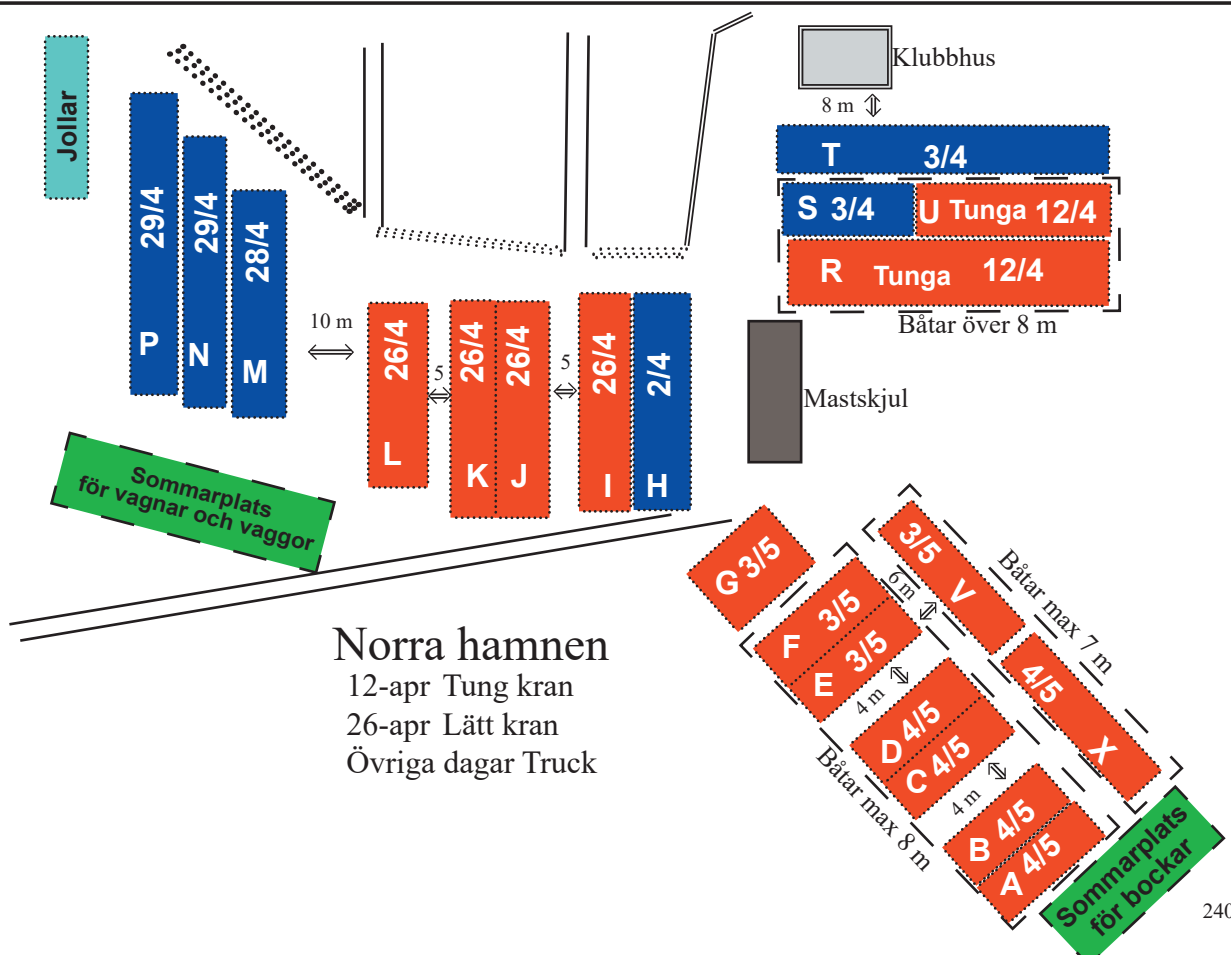 Jollar
Klubbhus
8 m
T 3/4
S 3/4
U Tunga 12/4
R Tunga 12/4
Båtar över 8 m
P 29/4
N 29/4
M 28/4
10 m
L 26/4
5
K 26/4
J 26/4
5
I 26/4
H 2/4
Mastskjul
Sommarplats
för vagnar och vaggor
G 3/5
F 3/5
E 3/5
6 m
3/5 V
Båtar max 7 m
4/5 X
4 m
D 4/5
C 4/5
4 m
Båtar max 8 m
B 4/5
A 4/5
Sommarplats
för bockar
Norra hamnen
12-apr Tung kran
26-apr Lätt kran
Övriga dagar Truck
240